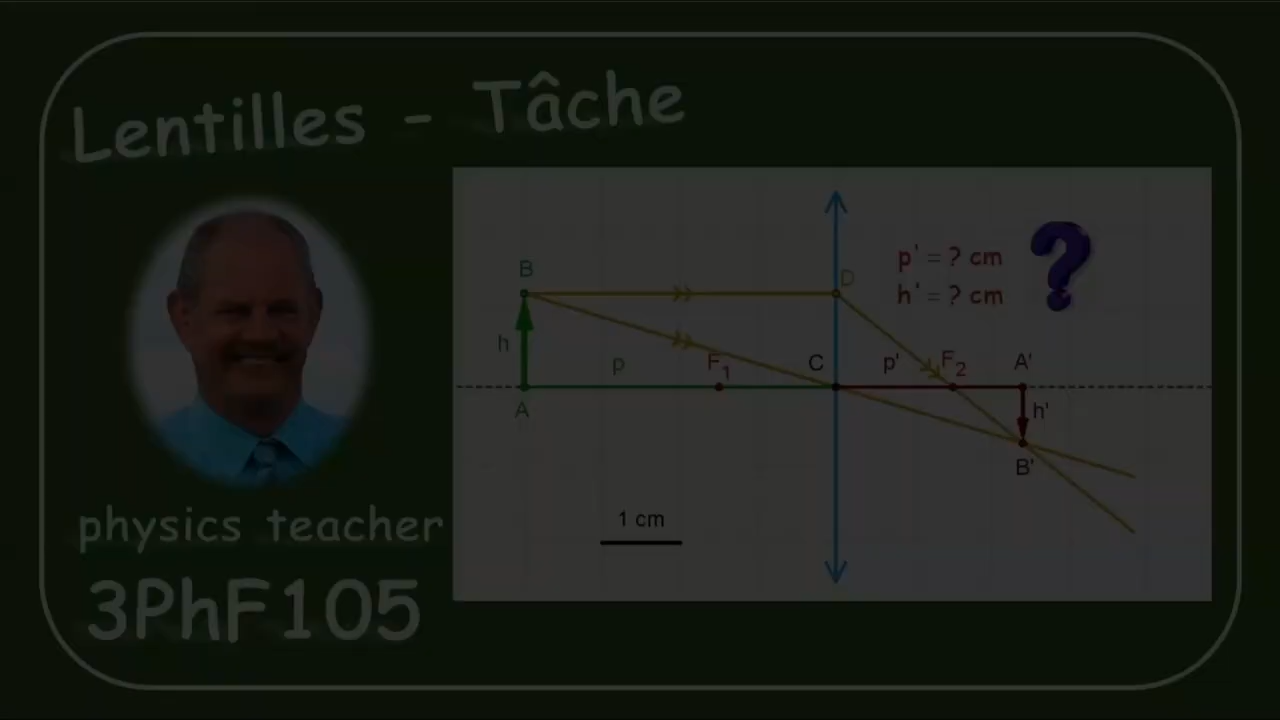 Lentilles - Tâche
B
D
p' = ? cm
h' = ? cm
h
p
F1
C
p'
F2
A'
A
h'
B'
1 cm
physics teacher
3PhF105